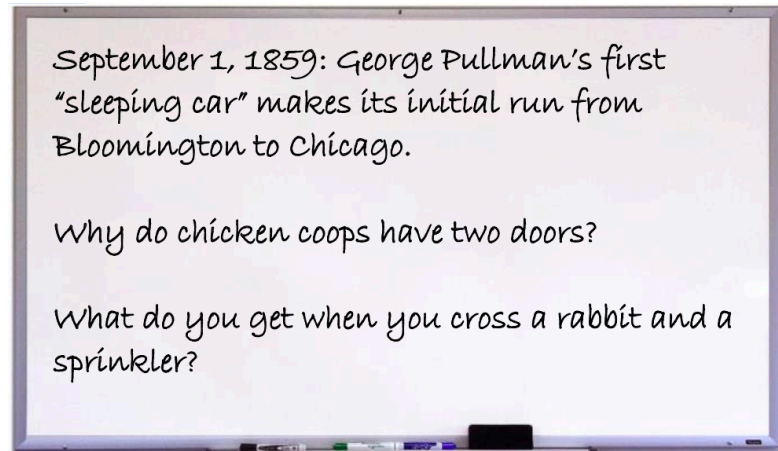 September 1, 1859: George Pullman’s first
“sleeping car” makes its initial run from
Bloomington to Chicago.
Why do chicken coops have two doors?
What do you get when you cross a rabbit and a
sprinkler?